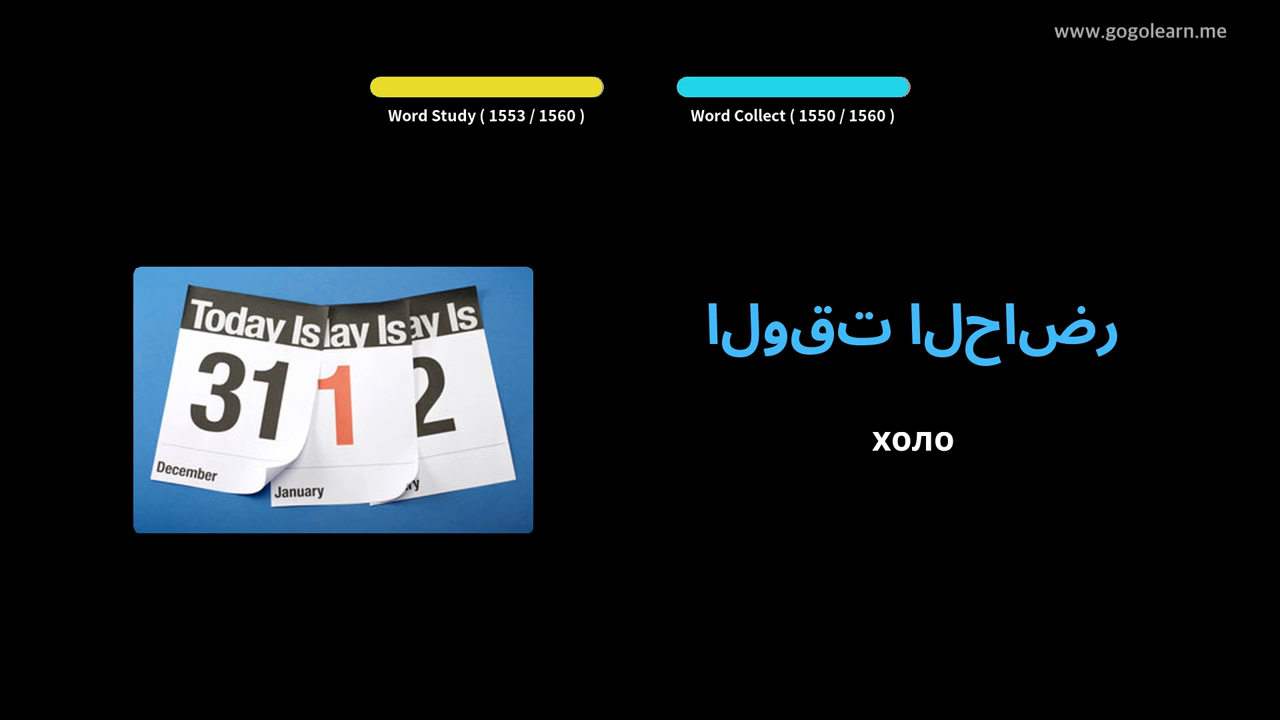 www.gogolearn.me
Word Study ( 1553 / 1560 )
Word Collect ( 1550 / 1560 )
Today Is
31
December
lay Is
1
January
ay Is
2
ry
الوقت الحاضر
холо